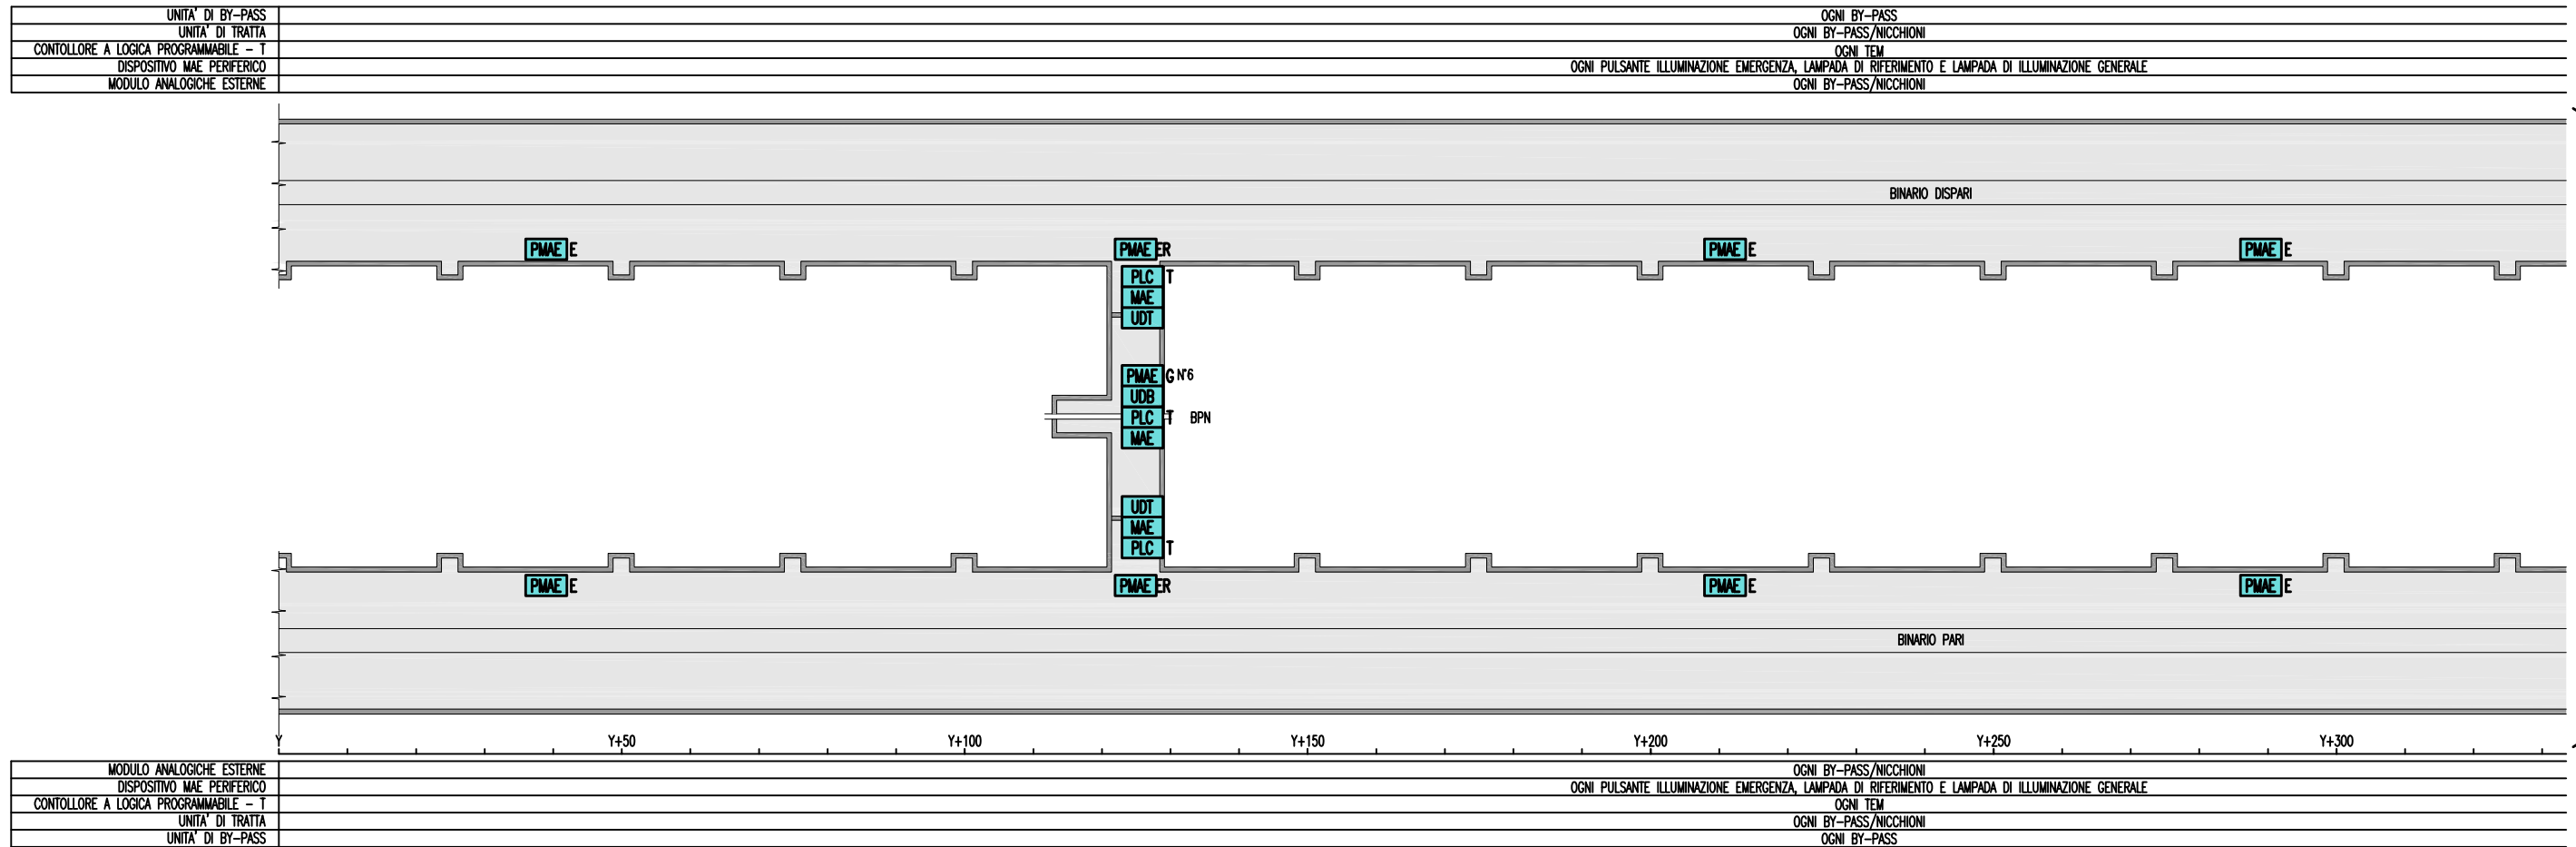 UNITA' DI BY-PASS OGNI BY-PASS
UNITA' DI TRATTA OGNI BY-PASS/NICCHIONI
CONTOLLORE A LOGICA PROGRAMMABILE - T OGNI TEM
DISPOSITIVO MAE PERIFERICO OGNI PULSANTE ILLUMINAZIONE EMERGENZA, LAMPADA DI RIFERIMENTO E LAMPADA DI ILLUMINAZIONE GENERALE
MODULO ANALOGICHE ESTERNE OGNI BY-PASS/NICCHIONI
BINARIO DISPARI
PMAE E PMAE ER PMAE E PMAE E
PLC T
MAE
UDT
PMAE G N°6
UDB
PLC T BPN
MAE
UDT
MAE
PLC T
PMAE E PMAE ER PMAE E PMAE E
BINARIO PARI
Y Y+50 Y+100 Y+150 Y+200 Y+250 Y+300
MODULO ANALOGICHE ESTERNE OGNI BY-PASS/NICCHIONI
DISPOSITIVO MAE PERIFERICO OGNI PULSANTE ILLUMINAZIONE EMERGENZA, LAMPADA DI RIFERIMENTO E LAMPADA DI ILLUMINAZIONE GENERALE
CONTOLLORE A LOGICA PROGRAMMABILE - T OGNI TEM
UNITA' DI TRATTA OGNI BY-PASS/NICCHIONI
UNITA' DI BY-PASS OGNI BY-PASS